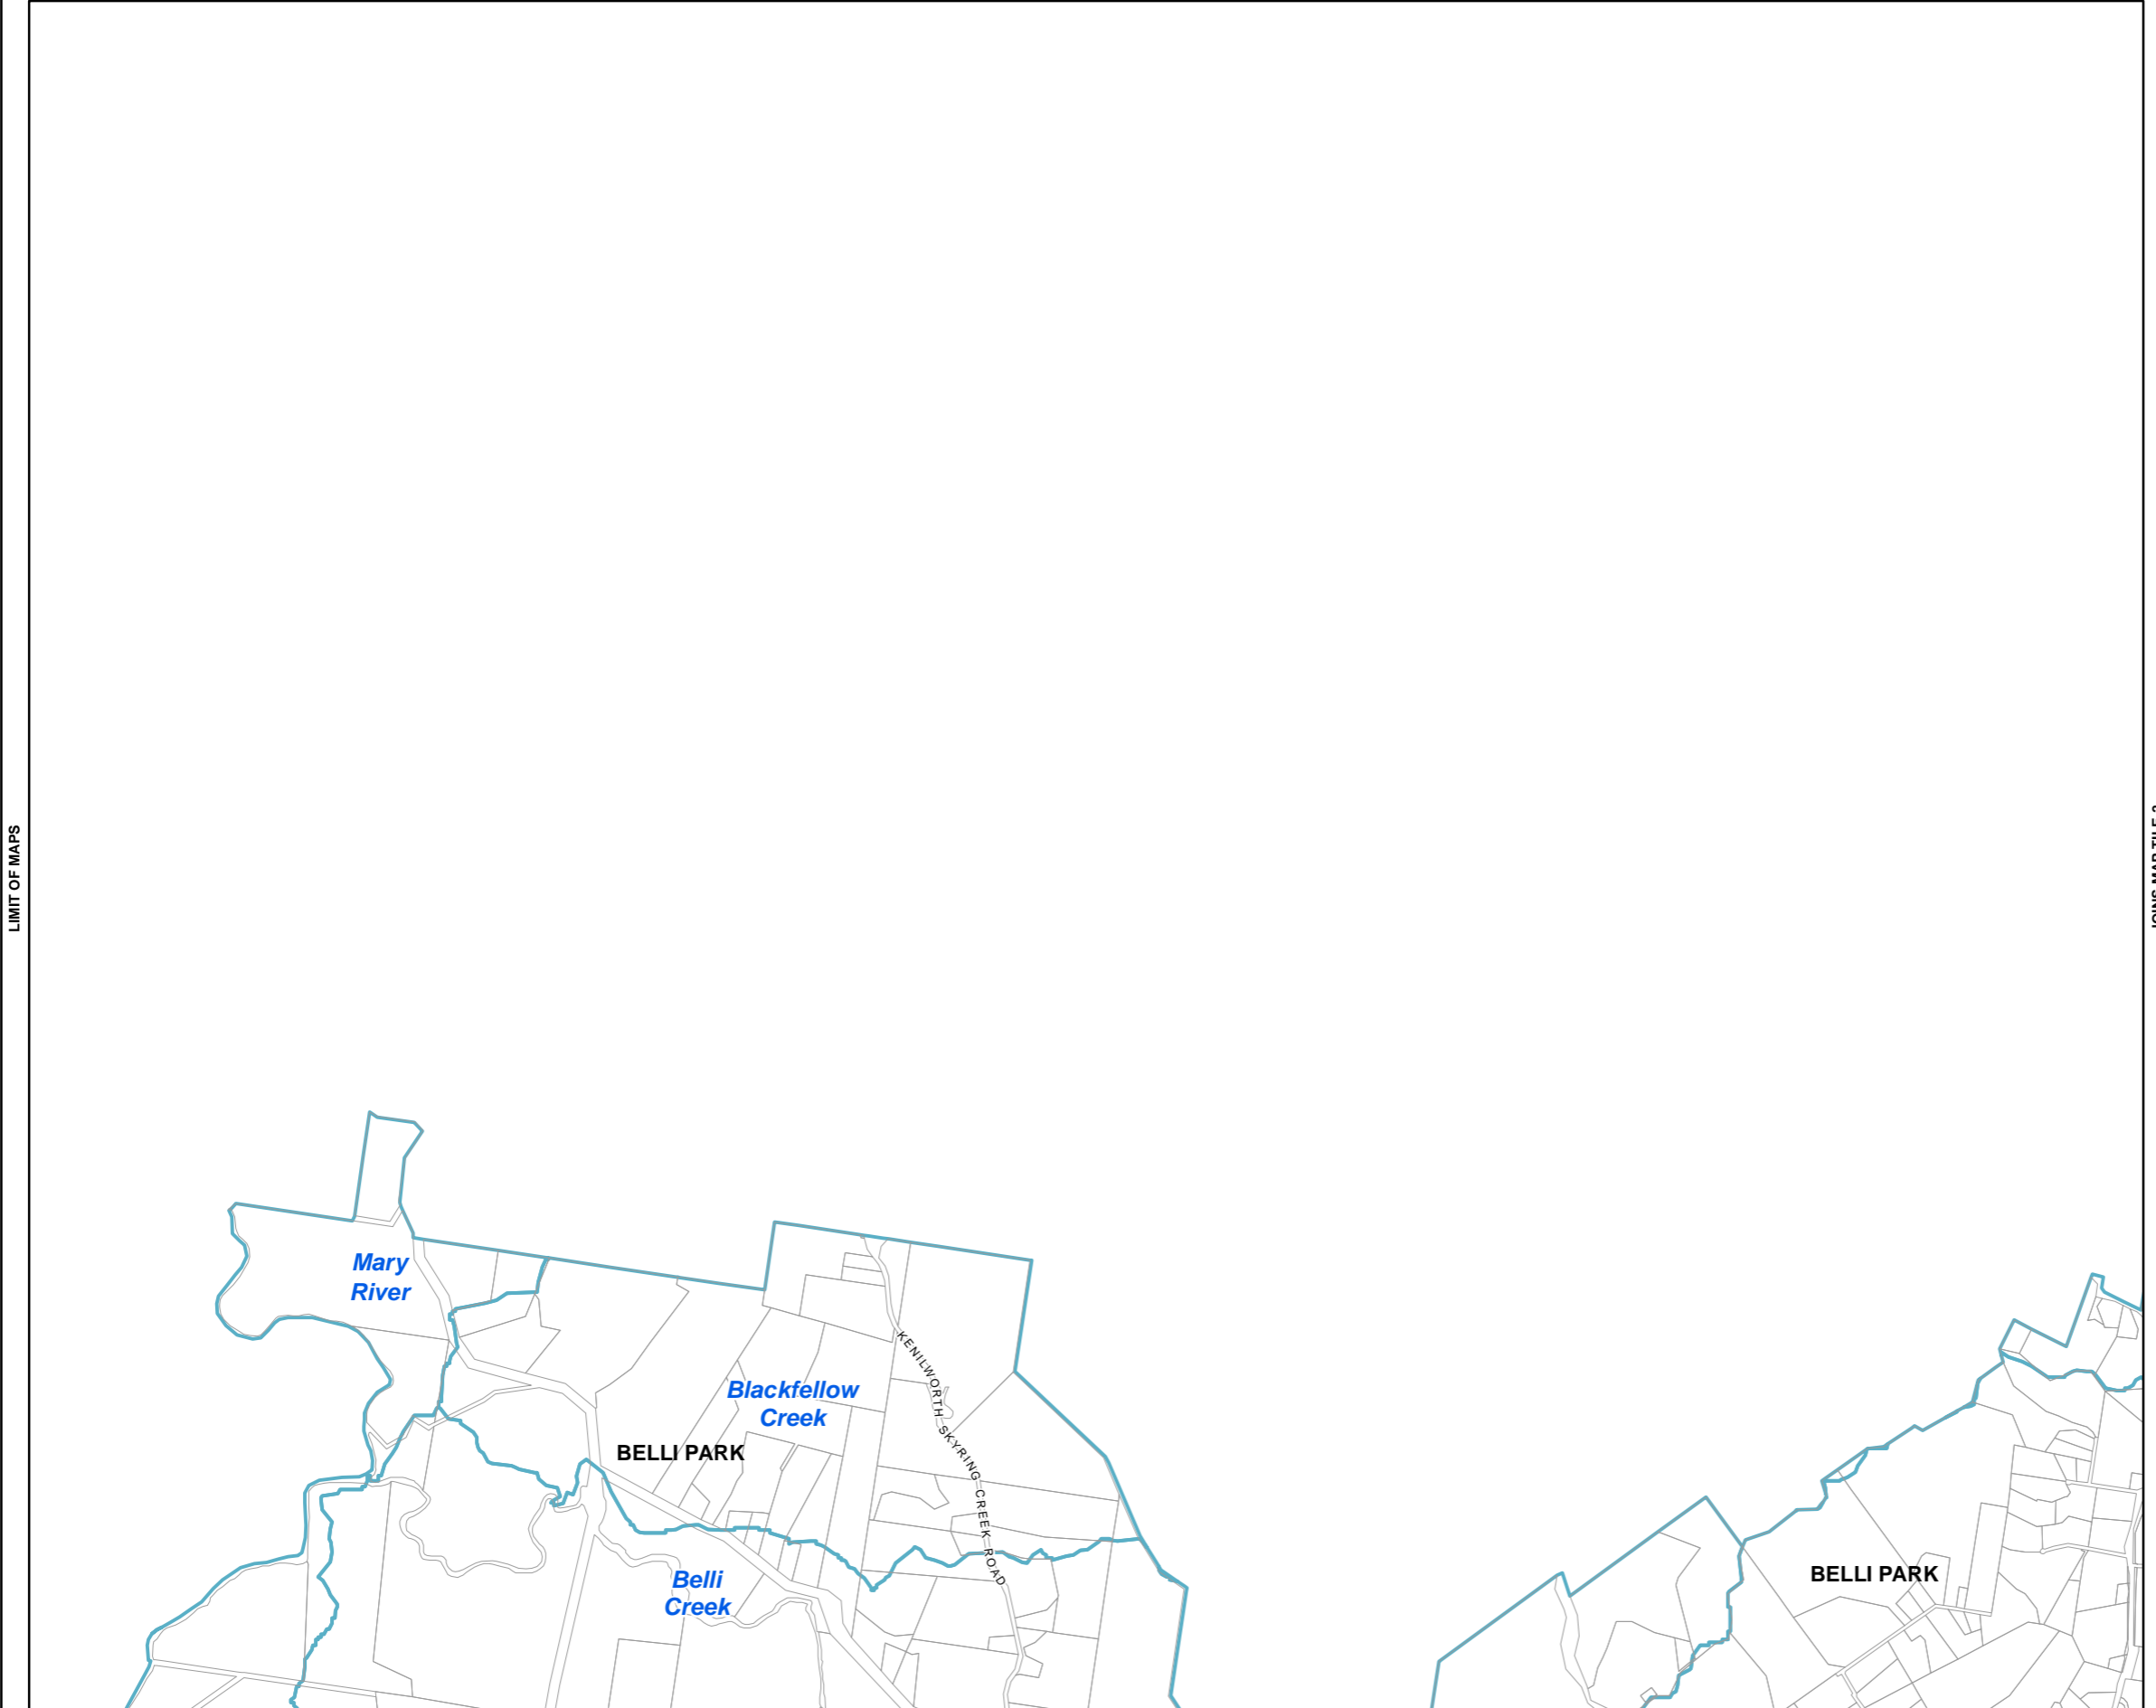 LIMIT OF MAPS
Mary
River
KENILWORTH SKYRING CREEK ROAD
Blackfellow
Creek
BELLI PARK
Belli
Creek
BELLI PARK